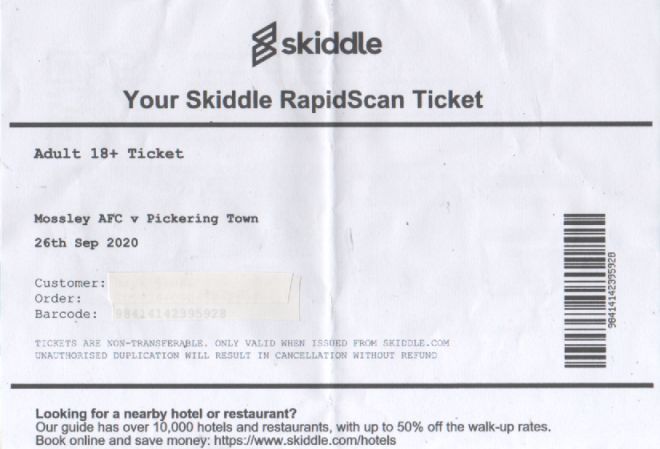 skiddle
Your Skiddle RapidScan Ticket
Adult 18+ Ticket
Mossley AFC v Pickering Town
26th Sep 2020
Customer:
Order:
Barcode: 98414142395928
98414142395928
TICKETS ARE NON-TRANSFERABLE. ONLY VALID WHEN ISSUED FROM SKIDDLE.COM
UNAUTHORISED DUPLICATION WILL RESULT IN CANCELLATION WITHOUT REFUND
Looking for a nearby hotel or restaurant?
Our guide has over 10,000 hotels and restaurants, with up to 50% off the walk-up rates.
Book online and save money: https://www.skiddle.com/hotels